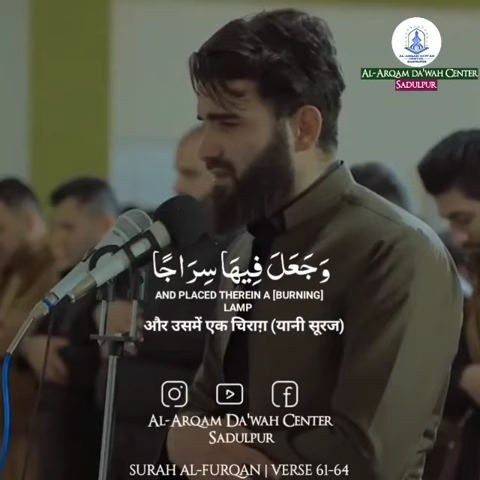 AL-ARQAM DA'WAH CENTER
SADULPUR
وَجَعَلَ فِيهَا سِرَاجًا
AND PLACED THEREIN A [BURNING]
LAMP
और उसमें एक चिराग़ (यानी सूरज)
AL-ARQAM DA'WAH CENTER
SADULPUR
SURAH AL-FURQAN | VERSE 61-64